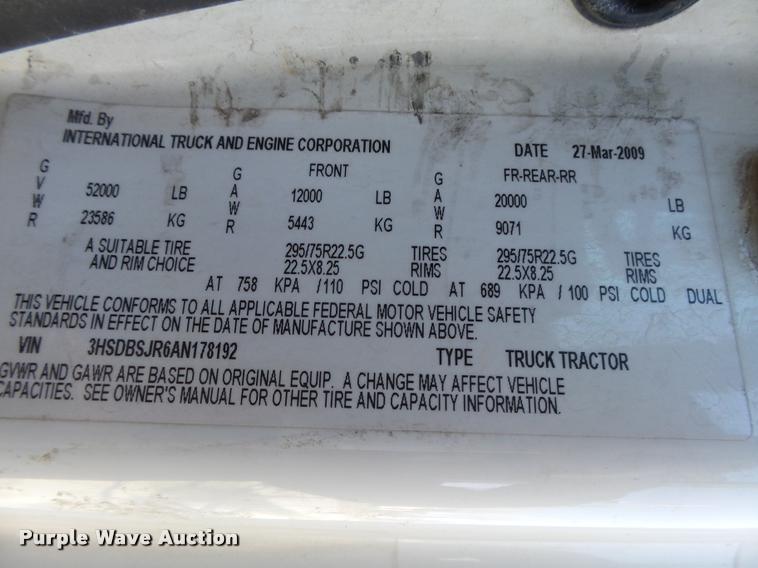 Mfd. By
INTERNATIONAL TRUCK AND ENGINE CORPORATION DATE 27-Mar-2009
GVWR 52000 LB 23586 KG
GAWR FRONT 12000 LB 5443 KG
GAWR FR-REAR-RR 20000 LB 9071 KG
A SUITABLE TIRE 295/75R22.5G TIRES 295/75R22.5G TIRES
AND RIM CHOICE 22.5X8.25 RIMS 22.5X8.25 RIMS
AT 758 KPA /110 PSI COLD AT 689 KPA / 100 PSI COLD DUAL
THIS VEHICLE CONFORMS TO ALL APPLICABLE FEDERAL MOTOR VEHICLE SAFETY
STANDARDS IN EFFECT ON THE DATE OF MANUFACTURE SHOWN ABOVE.
VIN 3HSDBSJR6AN178192 TYPE TRUCK TRACTOR
GVWR AND GAWR ARE BASED ON ORIGINAL EQUIP. A CHANGE MAY AFFECT VEHICLE
CAPACITIES. SEE OWNER'S MANUAL FOR OTHER TIRE AND CAPACITY INFORMATION.
Purple Wave Auction